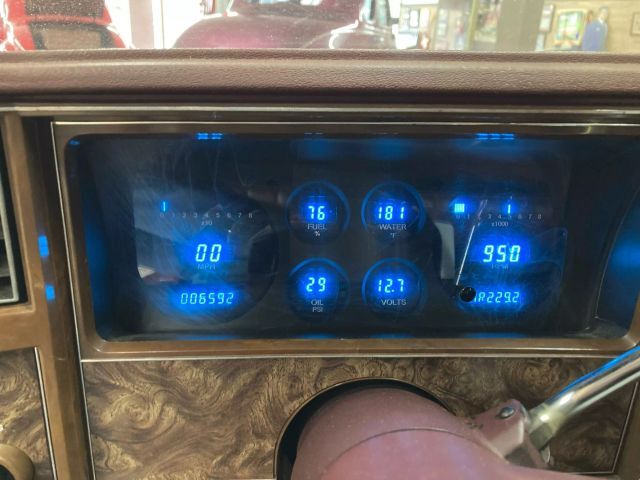 0 1 2 3 4 5 6 7 8
x10
00
MPH
006592
76
FUEL
%
181
WATER
°F
29
OIL
PSI
12.7
VOLTS
0 1 2 3 4 5 6 7 8
x1000
950
RPM
A229.2